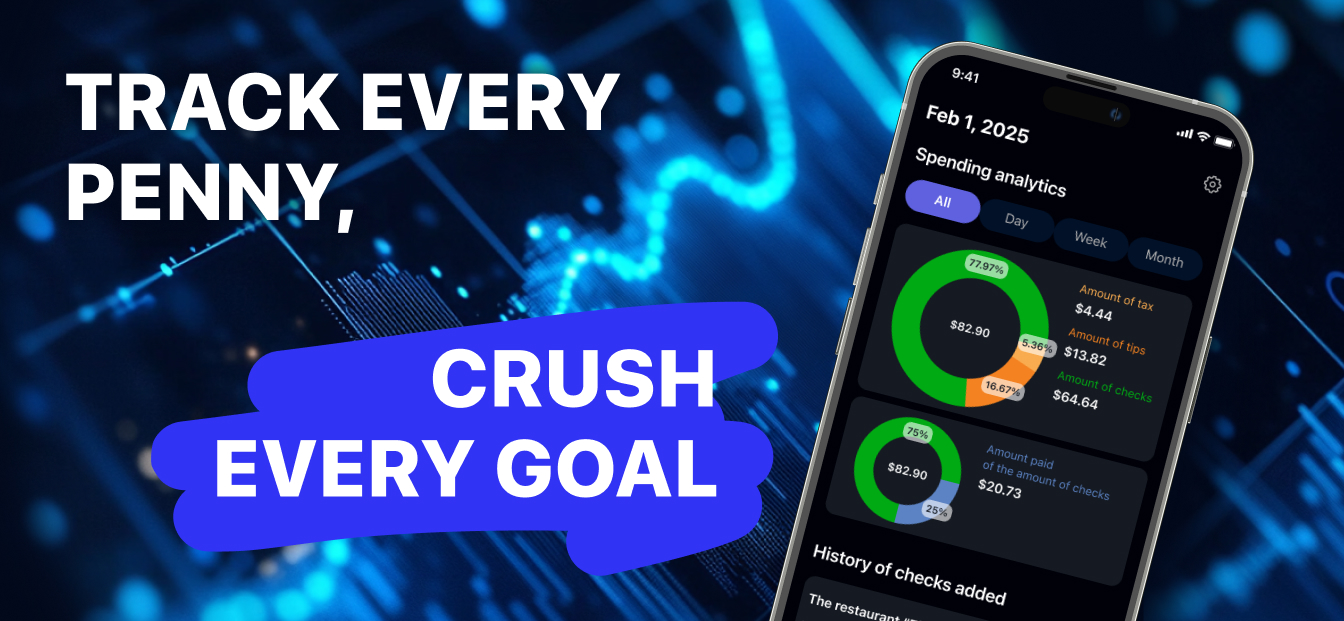 TRACK EVERY
PENNY,
CRUSH
EVERY GOAL
9:41
Feb 1, 2025
Spending analytics
All
Day
Week
Month
77.97%
5.36%
16.67%
$82.90
Amount of tax
$4.44
Amount of tips
$13.82
Amount of checks
$64.64
75%
25%
$82.90
Amount paid
of the amount of checks
$20.73
History of checks added
The restaurant